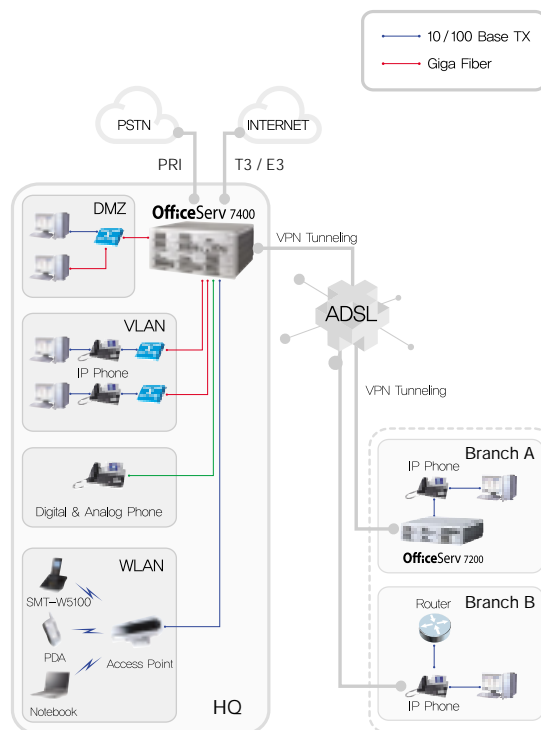 10/100 Base TX
Giga Fiber
PSTN
INTERNET
PRI
T3 / E3
DMZ
OfficeServ 7400
VPN Tunneling
ADSL
VLAN
IP Phone
VPN Tunneling
Digital & Analog Phone
Branch A
IP Phone
OfficeServ 7200
WLAN
SMT-W5100
PDA
Access Point
Notebook
HQ
Branch B
Router
IP Phone